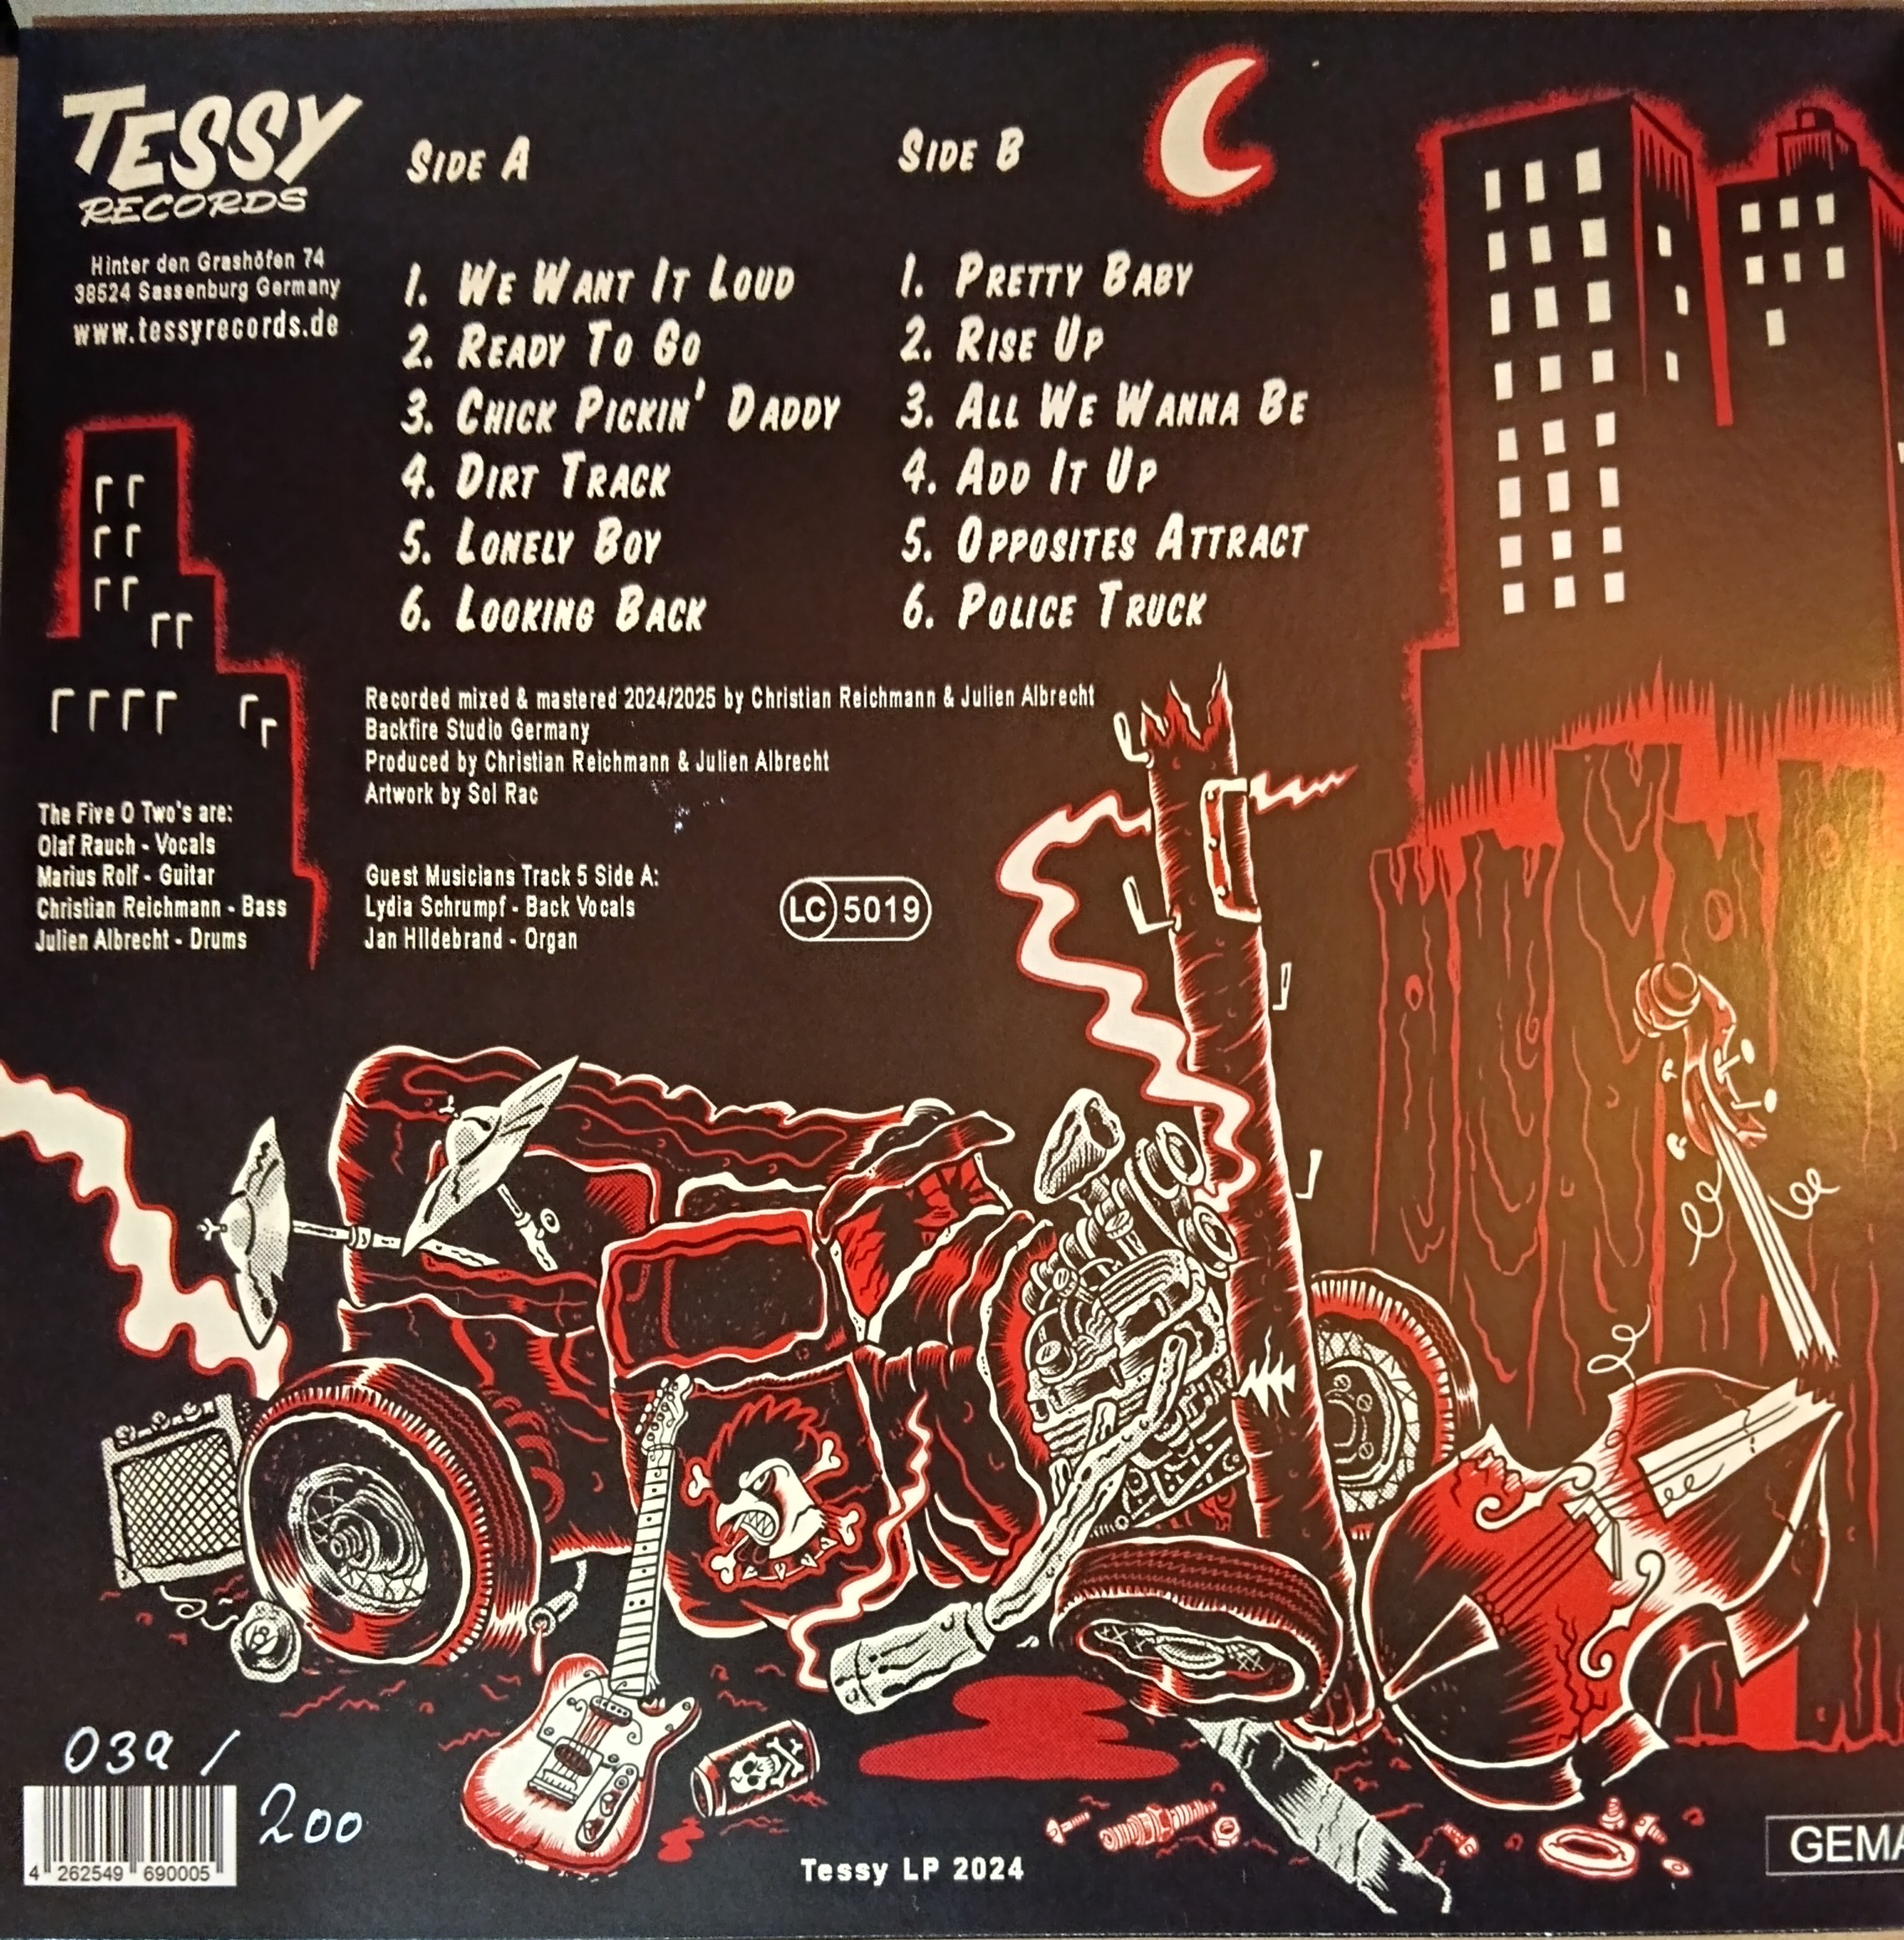 TESSY
RECORDS
Hinter den Grashöfen 74
38524 Sassenburg Germany
www.tessyrecords.de
SIDE A
1. WE WANT IT LOUD
2. READY TO GO
3. CHICK PICKIN' DADDY
4. DIRT TRACK
5. LONELY BOY
6. LOOKING BACK
SIDE B
1. PRETTY BABY
2. RISE UP
3. ALL WE WANNA BE
4. ADD IT UP
5. OPPOSITES ATTRACT
6. POLICE TRUCK
Recorded mixed & mastered 2024/2025 by Christian Reichmann & Julien Albrecht
Backfire Studio Germany
Produced by Christian Reichmann & Julien Albrecht
Artwork by Sol Rac
The Five O Two's are:
Olaf Rauch - Vocals
Marius Rolf - Guitar
Christian Reichmann - Bass
Julien Albrecht - Drums
Guest Musicians Track 5 Side A:
Lydia Schrumpf - Back Vocals
Jan Hildebrand - Organ
LC 5019
039 /
200
4 262549 690005
Tessy LP 2024
GEMA